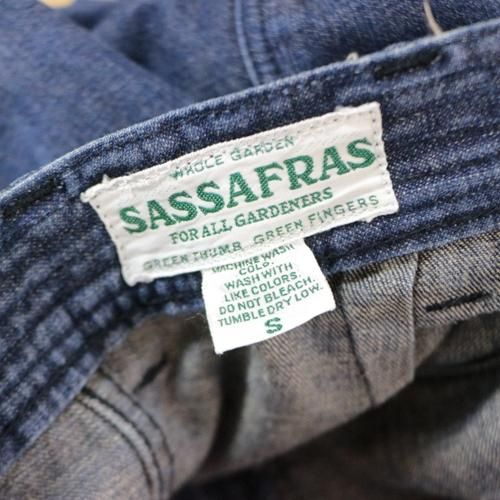 WHOLE GARDEN
SASSAFRAS
FOR ALL GARDENERS
GREEN THUMB GREEN FINGERS
MACHINE WASH
COLD.
WASH WITH
LIKE COLORS.
DO NOT BLEACH.
TUMBLE DRY LOW.
S